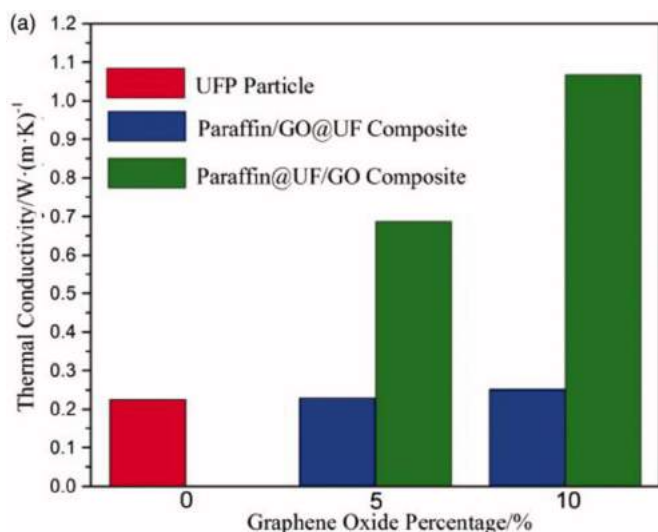 (a)
1.2
1.1
1.0
0.9
0.8
0.7
0.6
0.5
0.4
0.3
0.2
0.1
0.0
Thermal Conductivity/W·(m·K)⁻¹
UFP Particle
Paraffin/GO@UF Composite
Paraffin@UF/GO Composite
0 5 10
Graphene Oxide Percentage/%